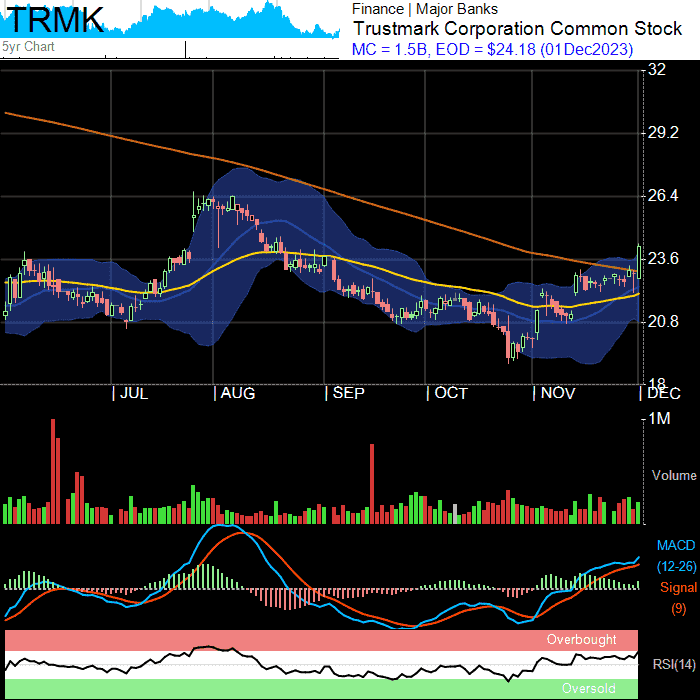 TRMK
5yr Chart
Finance | Major Banks
Trustmark Corporation Common Stock
MC = 1.5B, EOD = $24.18 (01Dec2023)
32
29.2
26.4
23.6
20.8
18
JUL AUG SEP OCT NOV DEC
1M
Volume
MACD
(12-26)
Signal
(9)
Overbought
RSI(14)
Oversold